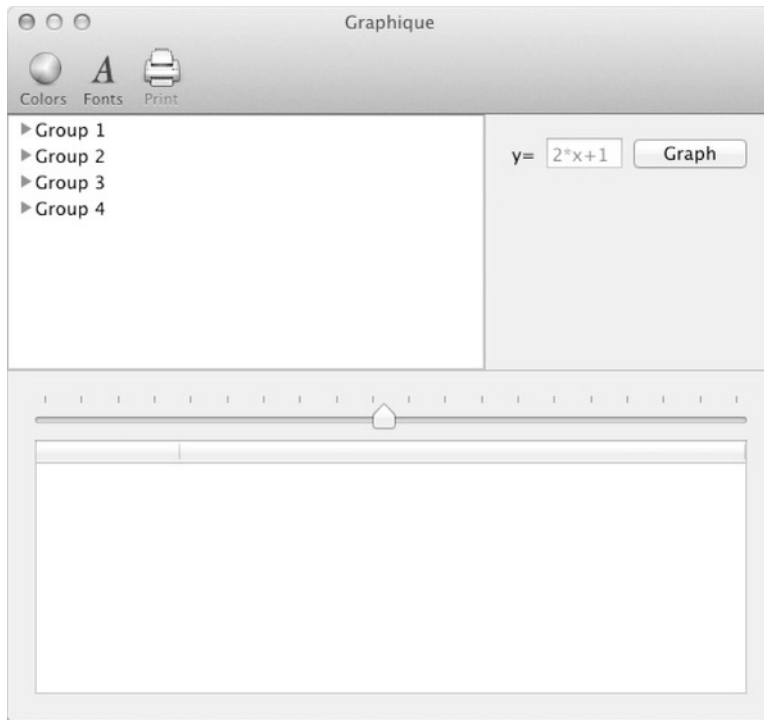 Graphique
Colors Fonts Print
Group 1
Group 2
Group 3
Group 4
y= 2*x+1 Graph